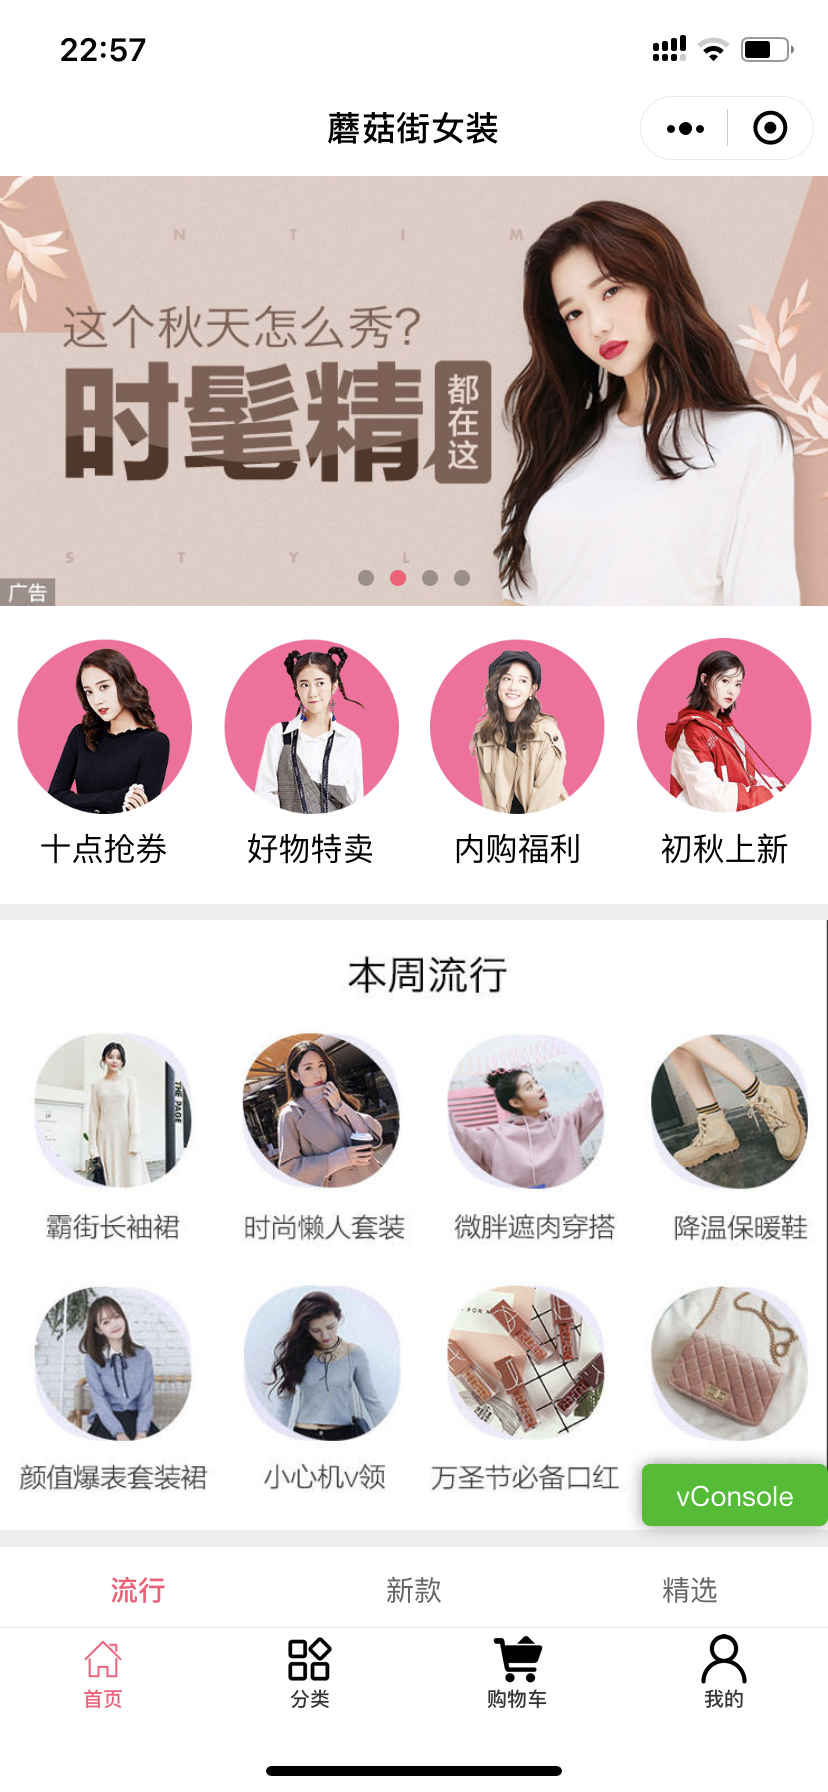 22:57
蘑菇街女装
N T I M
这个秋天怎么秀?
时髦精
都在这
S T Y L
广告
十点抢券 好物特卖 内购福利 初秋上新
本周流行
THE PAGE
霸街长袖裙 时尚懒人套装 微胖遮肉穿搭 降温保暖鞋
颜值爆表套装裙 小心机v领 万圣节必备口红
vConsole
流行 新款 精选
首页 分类 购物车 我的